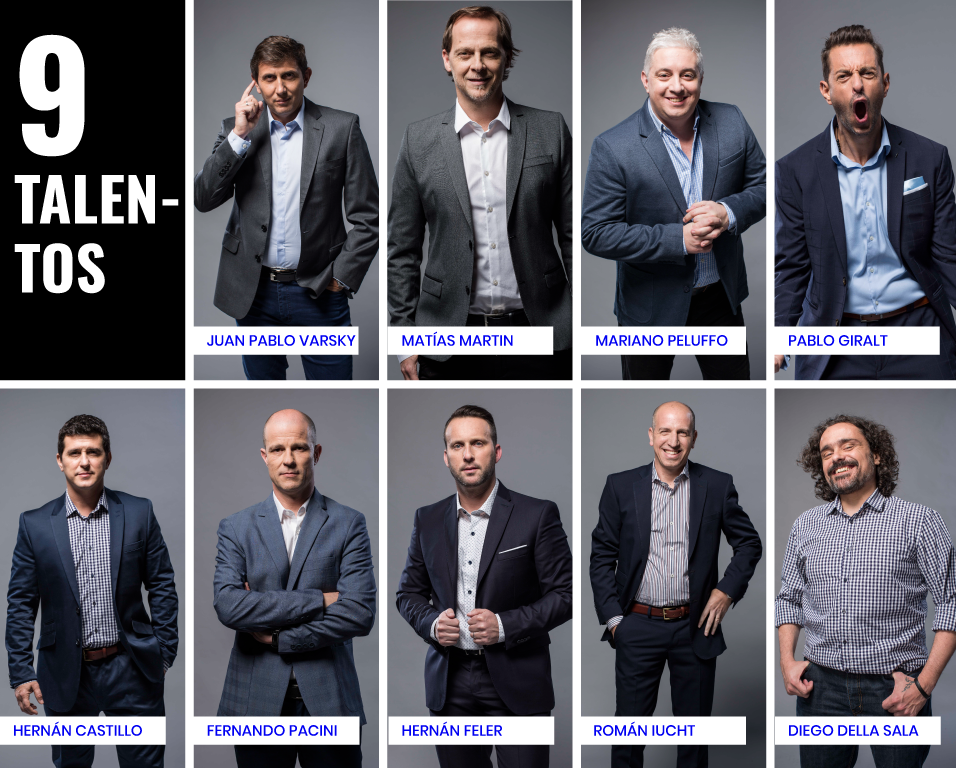 9
TALEN-
TOS
JUAN PABLO VARSKY
MATÍAS MARTIN
MARIANO PELUFFO
PABLO GIRALT
HERNÁN CASTILLO
FERNANDO PACINI
HERNÁN FELER
ROMÁN IUCHT
DIEGO DELLA SALA